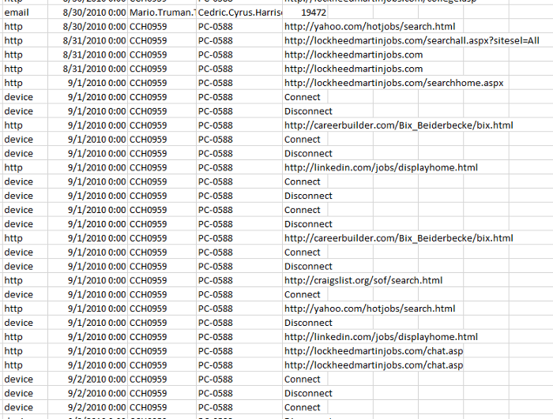 email 8/30/2010 0:00 Mario.Truman. Cedric.Cyrus.Harris 19472
http 8/30/2010 0:00 CCH0959 PC-0588 http://yahoo.com/hotjobs/search.html
http 8/31/2010 0:00 CCH0959 PC-0588 http://lockheedmartinjobs.com/searchall.aspx?sitesel=All
http 8/31/2010 0:00 CCH0959 PC-0588 http://lockheedmartinjobs.com
http 8/31/2010 0:00 CCH0959 PC-0588 http://lockheedmartinjobs.com
http 9/1/2010 0:00 CCH0959 PC-0588 http://lockheedmartinjobs.com/searchhome.aspx
device 9/1/2010 0:00 CCH0959 PC-0588 Connect
device 9/1/2010 0:00 CCH0959 PC-0588 Disconnect
http 9/1/2010 0:00 CCH0959 PC-0588 http://careerbuilder.com/Bix_Beiderbecke/bix.html
device 9/1/2010 0:00 CCH0959 PC-0588 Connect
device 9/1/2010 0:00 CCH0959 PC-0588 Disconnect
http 9/1/2010 0:00 CCH0959 PC-0588 http://linkedin.com/jobs/displayhome.html
device 9/1/2010 0:00 CCH0959 PC-0588 Connect
device 9/1/2010 0:00 CCH0959 PC-0588 Disconnect
device 9/1/2010 0:00 CCH0959 PC-0588 Connect
device 9/1/2010 0:00 CCH0959 PC-0588 Disconnect
http 9/1/2010 0:00 CCH0959 PC-0588 http://careerbuilder.com/Bix_Beiderbecke/bix.html
device 9/1/2010 0:00 CCH0959 PC-0588 Connect
device 9/1/2010 0:00 CCH0959 PC-0588 Disconnect
http 9/1/2010 0:00 CCH0959 PC-0588 http://craigslist.org/sof/search.html
device 9/1/2010 0:00 CCH0959 PC-0588 Connect
http 9/1/2010 0:00 CCH0959 PC-0588 http://yahoo.com/hotjobs/search.html
device 9/1/2010 0:00 CCH0959 PC-0588 Disconnect
http 9/1/2010 0:00 CCH0959 PC-0588 http://linkedin.com/jobs/displayhome.html
http 9/1/2010 0:00 CCH0959 PC-0588 http://lockheedmartinjobs.com/chat.asp
http 9/1/2010 0:00 CCH0959 PC-0588 http://lockheedmartinjobs.com/chat.asp
device 9/2/2010 0:00 CCH0959 PC-0588 Connect
device 9/2/2010 0:00 CCH0959 PC-0588 Disconnect
device 9/2/2010 0:00 CCH0959 PC-0588 Connect